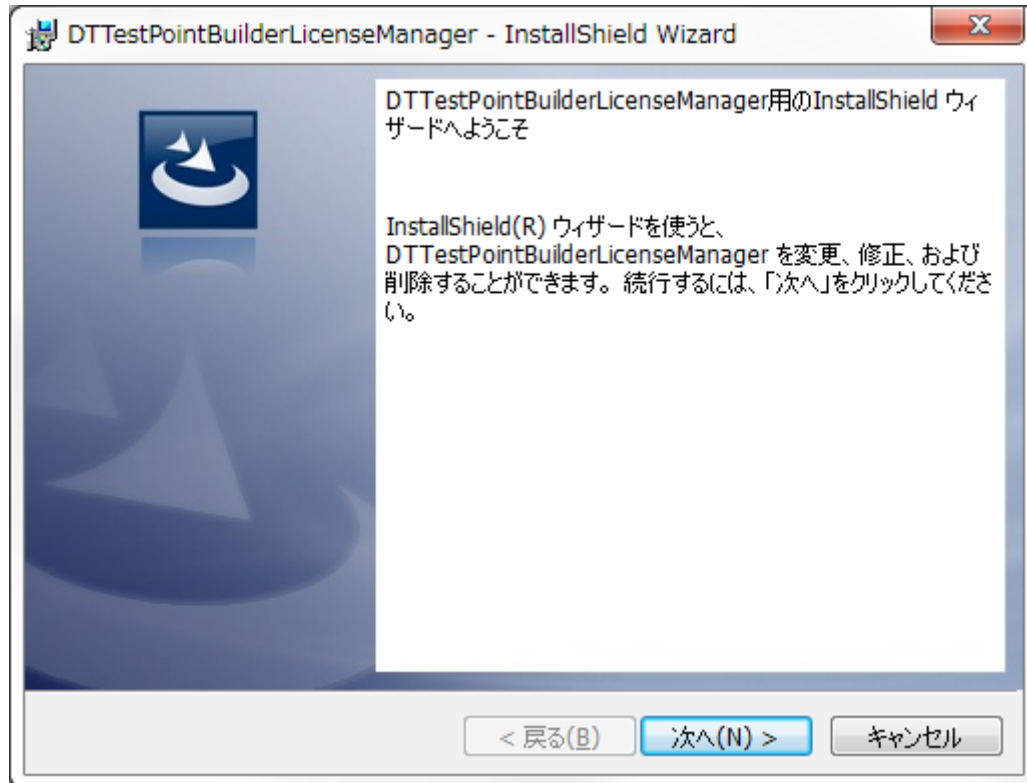 DTTestPointBuilderLicenseManager - InstallShield Wizard
DTTestPointBuilderLicenseManager用のInstallShield ウィ
ザードへようこそ
InstallShield(R) ウィザードを使うと、
DTTestPointBuilderLicenseManager を変更、修正、および
削除することができます。 続行するには、「次へ」をクリックしてくださ
い。
< 戻る(B)
次へ(N) >
キャンセル